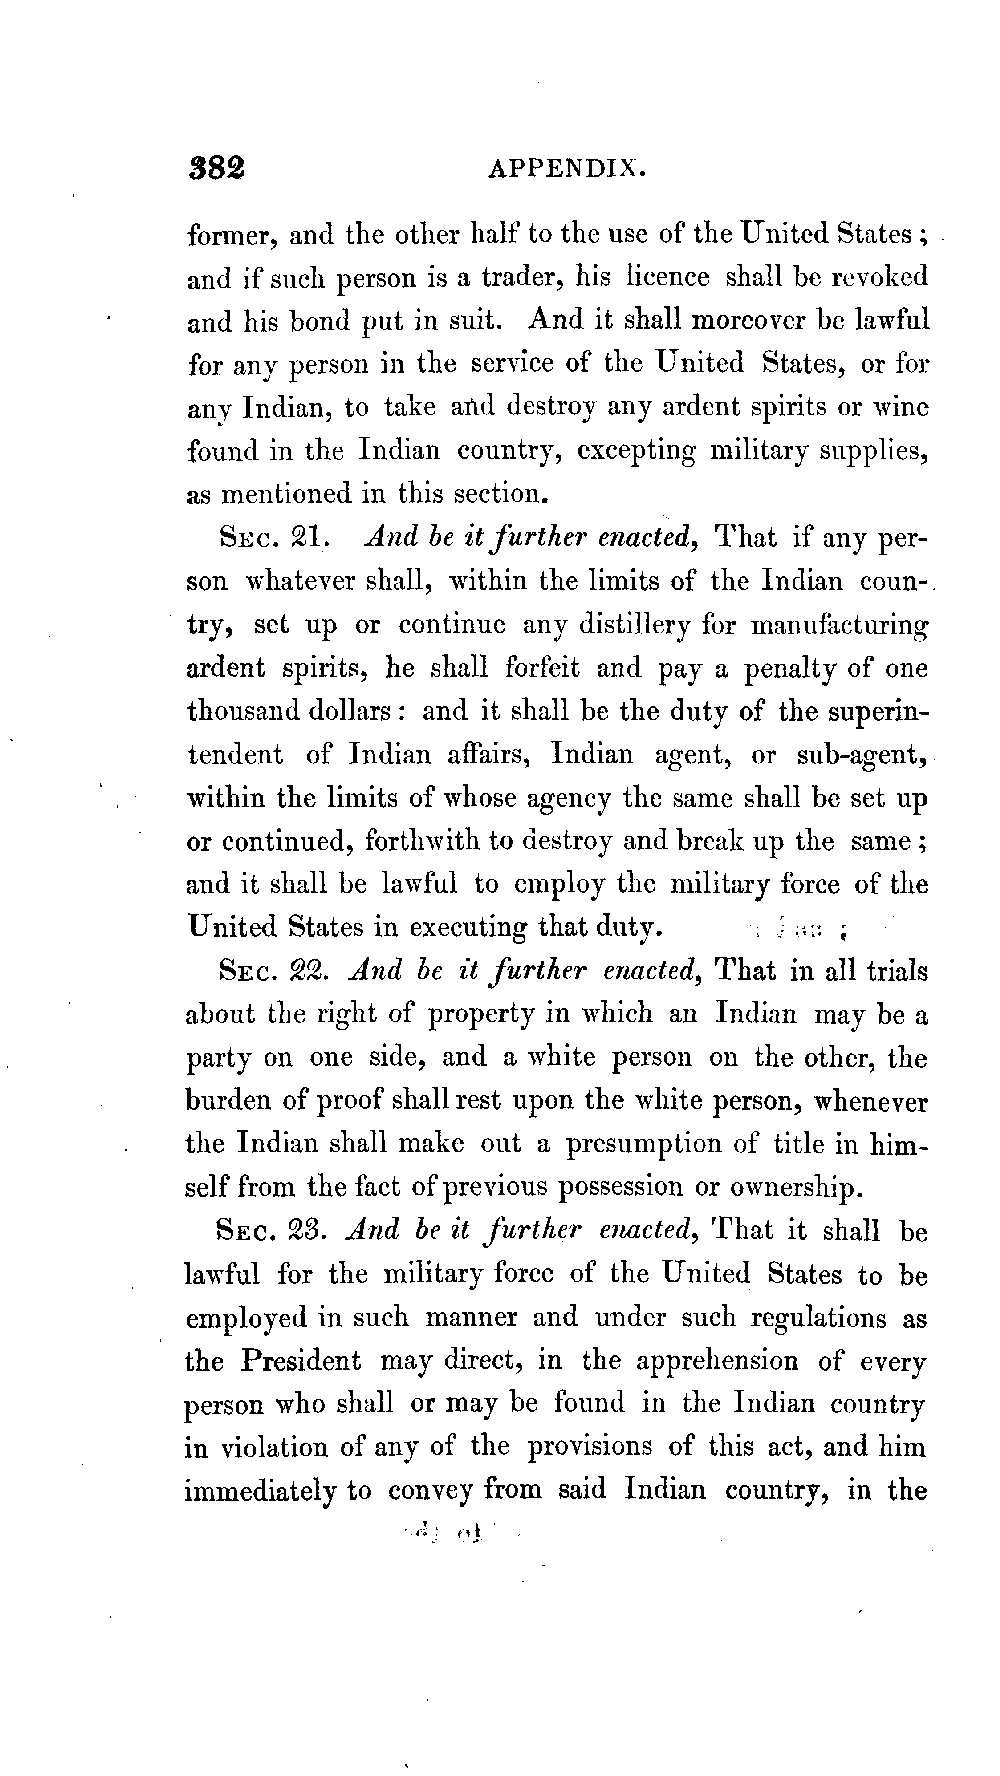 382 APPENDIX.
former, and the other half to the use of the United States;
and if such person is a trader, his licence shall be revoked
and his bond put in suit. And it shall moreover be lawful
for any person in the service of the United States, or for
any Indian, to take and destroy any ardent spirits or wine
found in the Indian country, excepting military supplies,
as mentioned in this section.
SEC. 21. And be it further enacted, That if any per-
son whatever shall, within the limits of the Indian coun-
try, set up or continue any distillery for manufacturing
ardent spirits, he shall forfeit and pay a penalty of one
thousand dollars: and it shall be the duty of the superin-
tendent of Indian affairs, Indian agent, or sub-agent,
within the limits of whose agency the same shall be set up
or continued, forthwith to destroy and break up the same;
and it shall be lawful to employ the military force of the
United States in executing that duty.
SEC. 22. And be it further enacted, That in all trials
about the right of property in which an Indian may be a
party on one side, and a white person on the other, the
burden of proof shall rest upon the white person, whenever
the Indian shall make out a presumption of title in him-
self from the fact of previous possession or ownership.
SEC. 23. And be it further enacted, That it shall be
lawful for the military force of the United States to be
employed in such manner and under such regulations as
the President may direct, in the apprehension of every
person who shall or may be found in the Indian country
in violation of any of the provisions of this act, and him
immediately to convey from said Indian country, in the